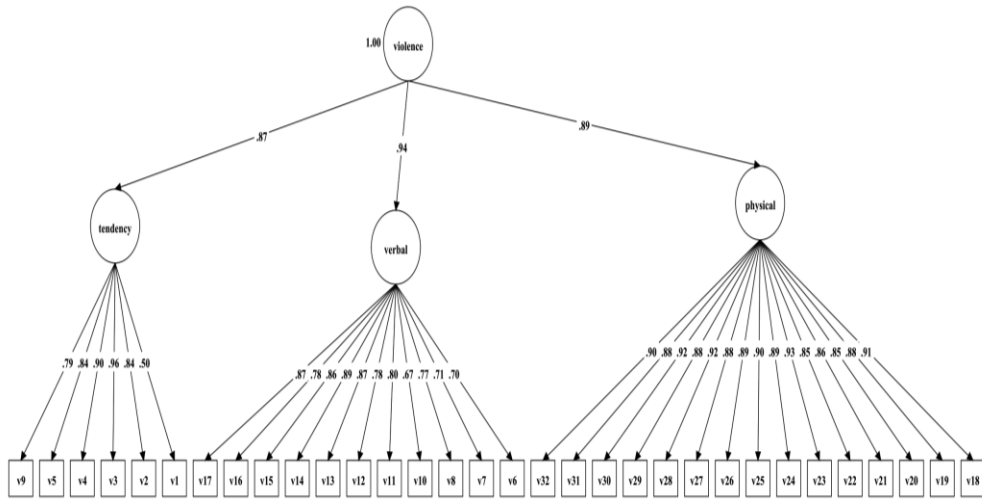 1.00 violence
.87
.94
.89
tendency
verbal
physical
.79 .84 .90 .96 .84 .50
.87 .78 .86 .89 .87 .78 .80 .67 .77 .71 .70
.90 .88 .92 .88 .92 .88 .89 .90 .89 .93 .85 .86 .85 .88 .91
v9 v5 v4 v3 v2 v1 v17 v16 v15 v14 v13 v12 v11 v10 v8 v7 v6 v32 v31 v30 v29 v28 v27 v26 v25 v24 v23 v22 v21 v20 v19 v18